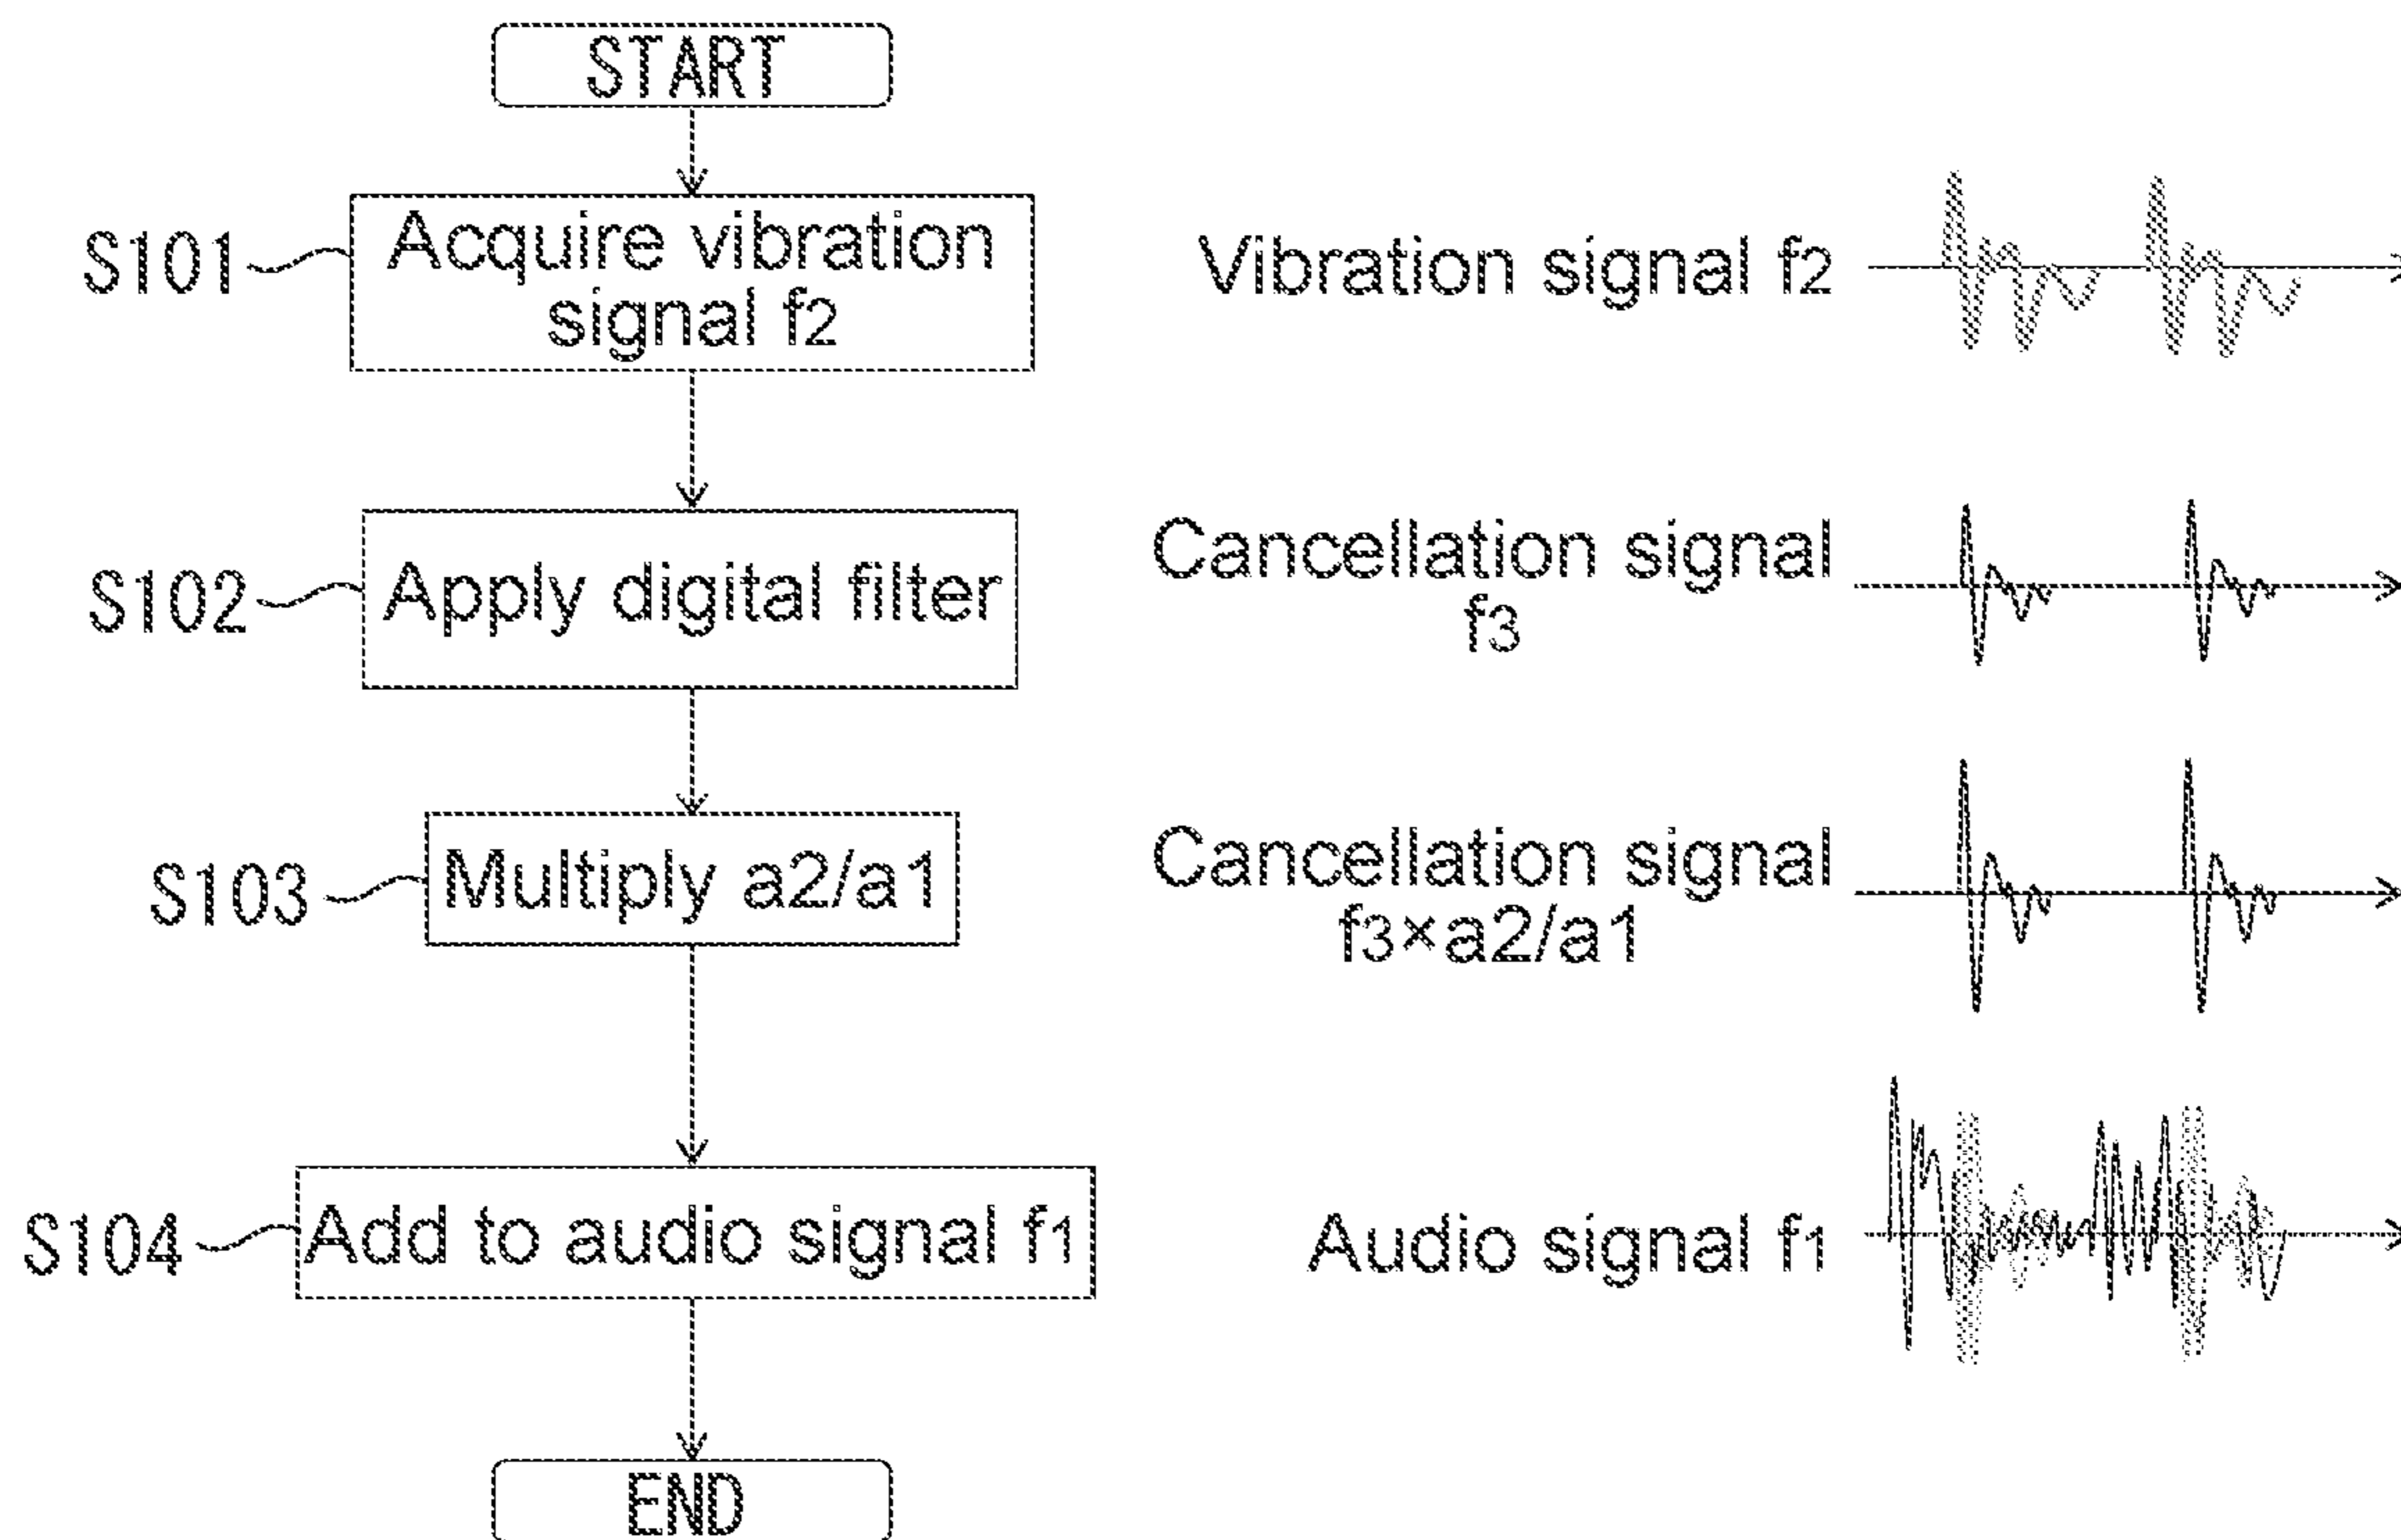 START
S101
Acquire vibration
signal f2
Vibration signal f2
S102
Apply digital filter
Cancellation signal
f3
S103
Multiply a2/a1
Cancellation signal
f3×a2/a1
S104
Add to audio signal f1
Audio signal f1
END